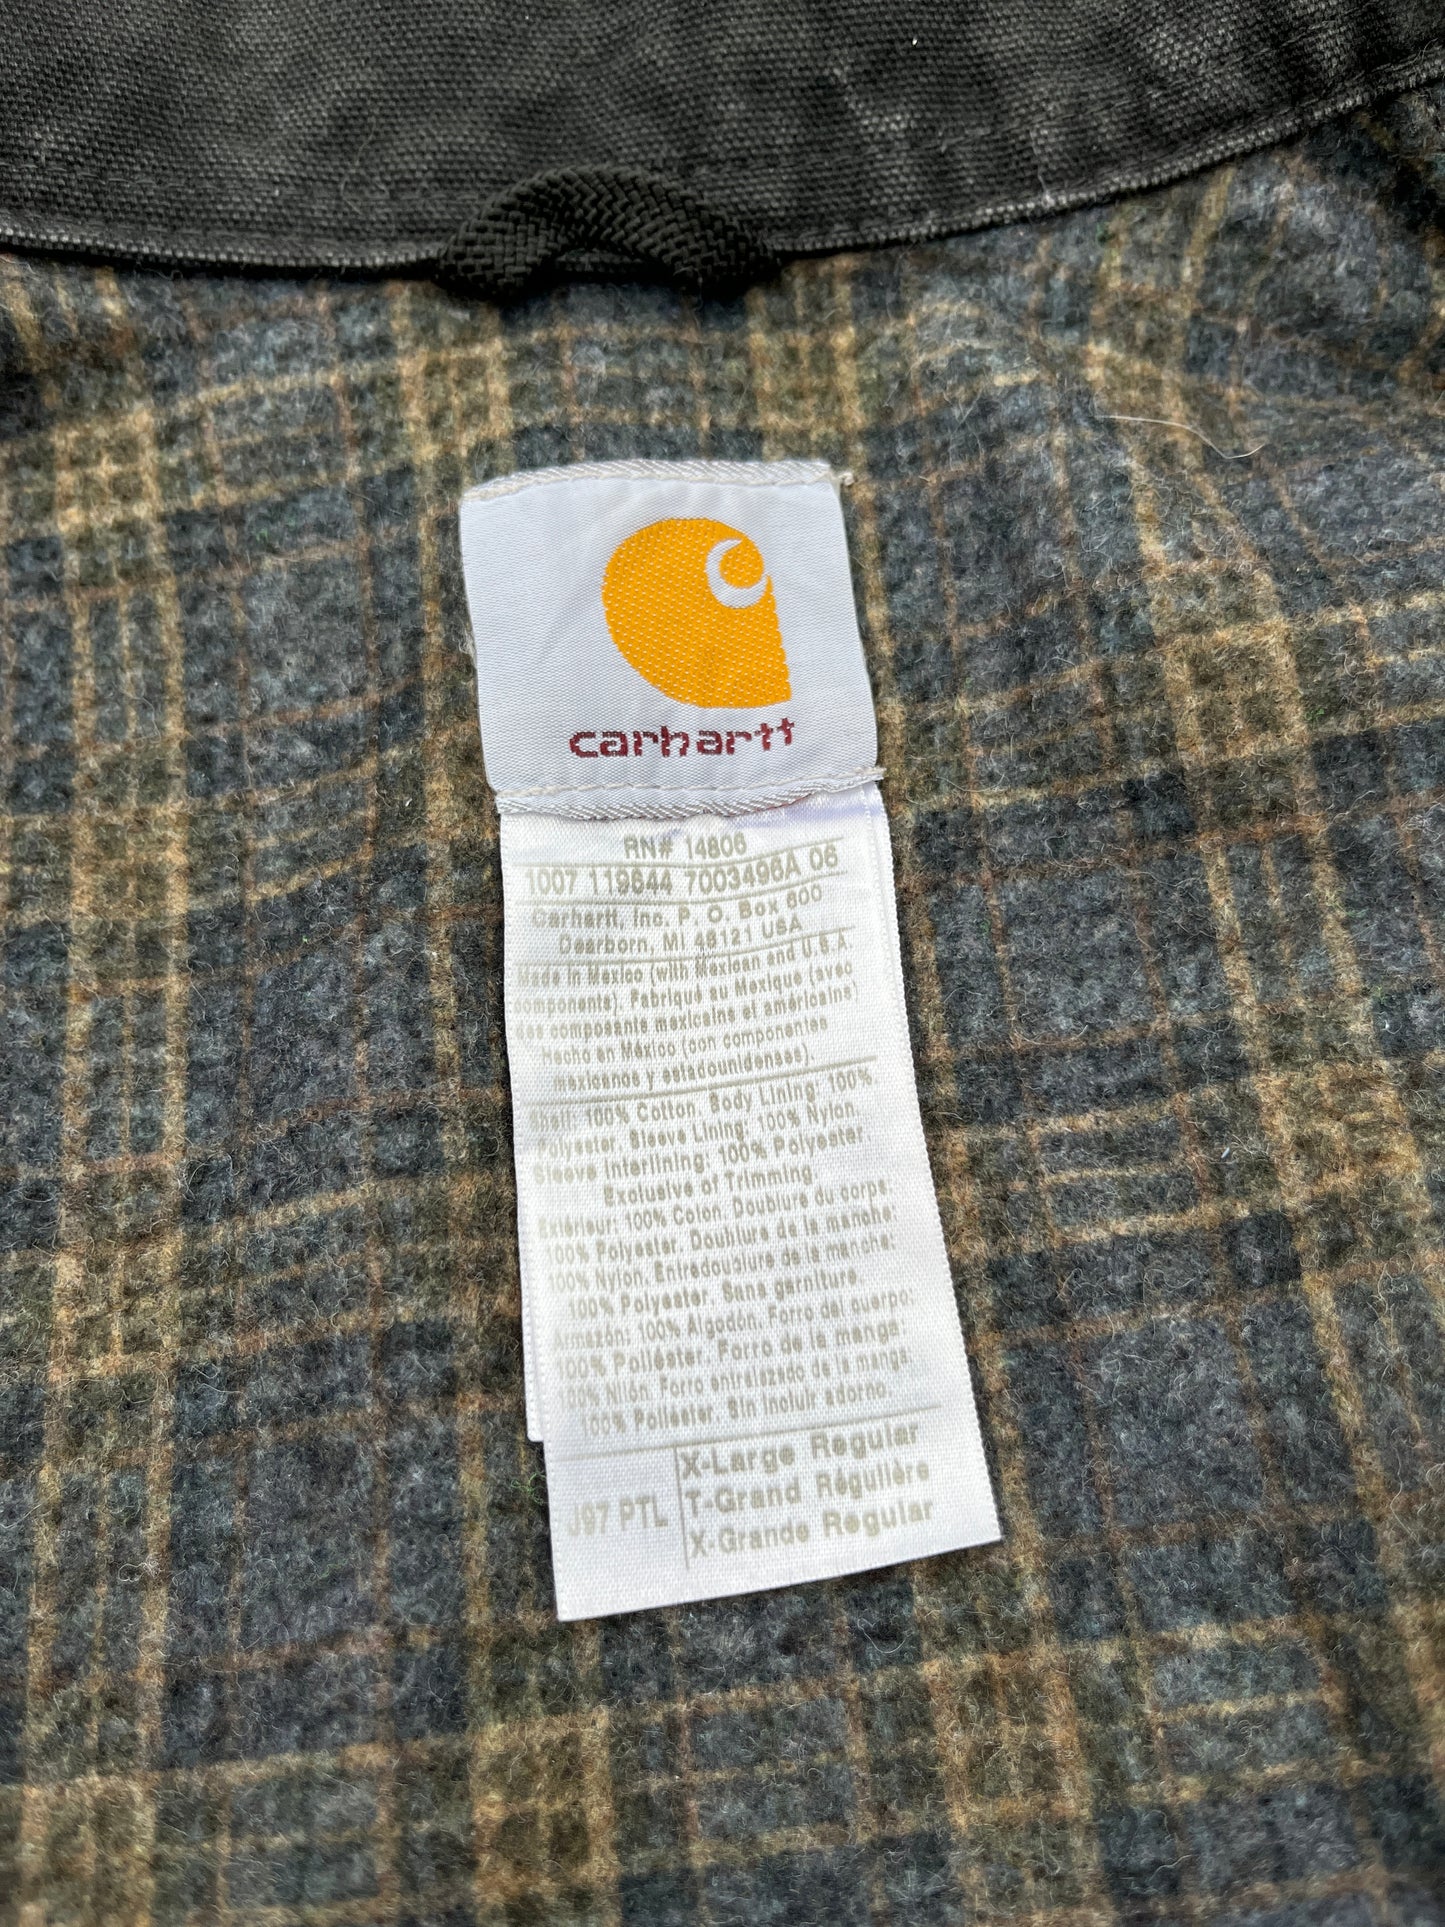 carhartt
RN# 14806
1007 119644 7003496A 06
Carhartt, Inc. P. O. Box 600
Dearborn, MI 48121 USA
Made in Mexico (with Mexican and U.S.A.
components). Fabriqué au Mexique (avec
des composants mexicains et américains)
Hecho en México (con componentes
mexicanos y estadounidenses).
Shell: 100% Cotton. Body Lining: 100%.
Polyester. Sleeve Lining: 100% Nylon.
Sleeve Interlining: 100% Polyester.
Exclusive of Trimming
Extérieur: 100% Coton. Doublure du corps:
100% Polyester. Doublure de la manche:
100% Nylon. Entredoublure de la manche:
100% Polyester. Sans garniture.
Armazón: 100% Algodón. Forro del cuerpo:
100% Poliéster. Forro de la manga:
100% Nilón. Forro entrelazado de la manga.
100% Poliéster. Sin incluir adorno.
J97 PTL
X-Large Regular
T-Grand Régulière
X-Grande Regular